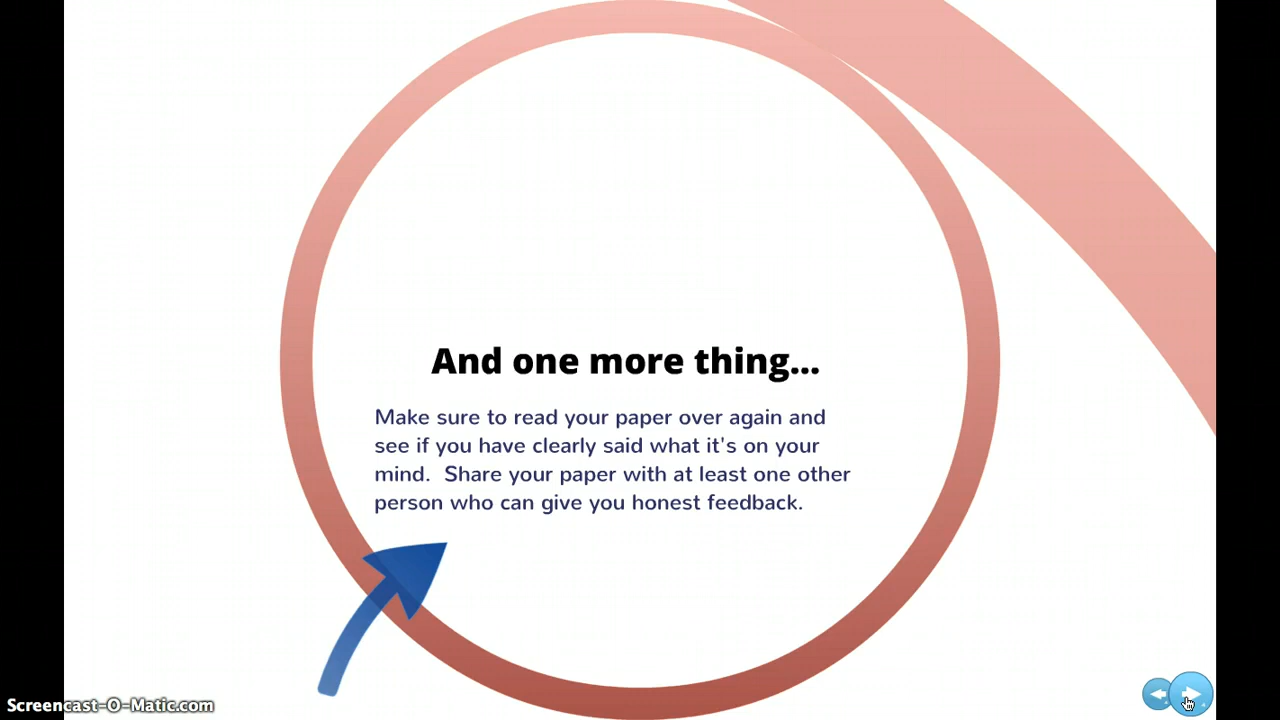 And one more thing...
Make sure to read your paper over again and
see if you have clearly said what it's on your
mind.  Share your paper with at least one other
person who can give you honest feedback.
Screencast-O-Matic.com